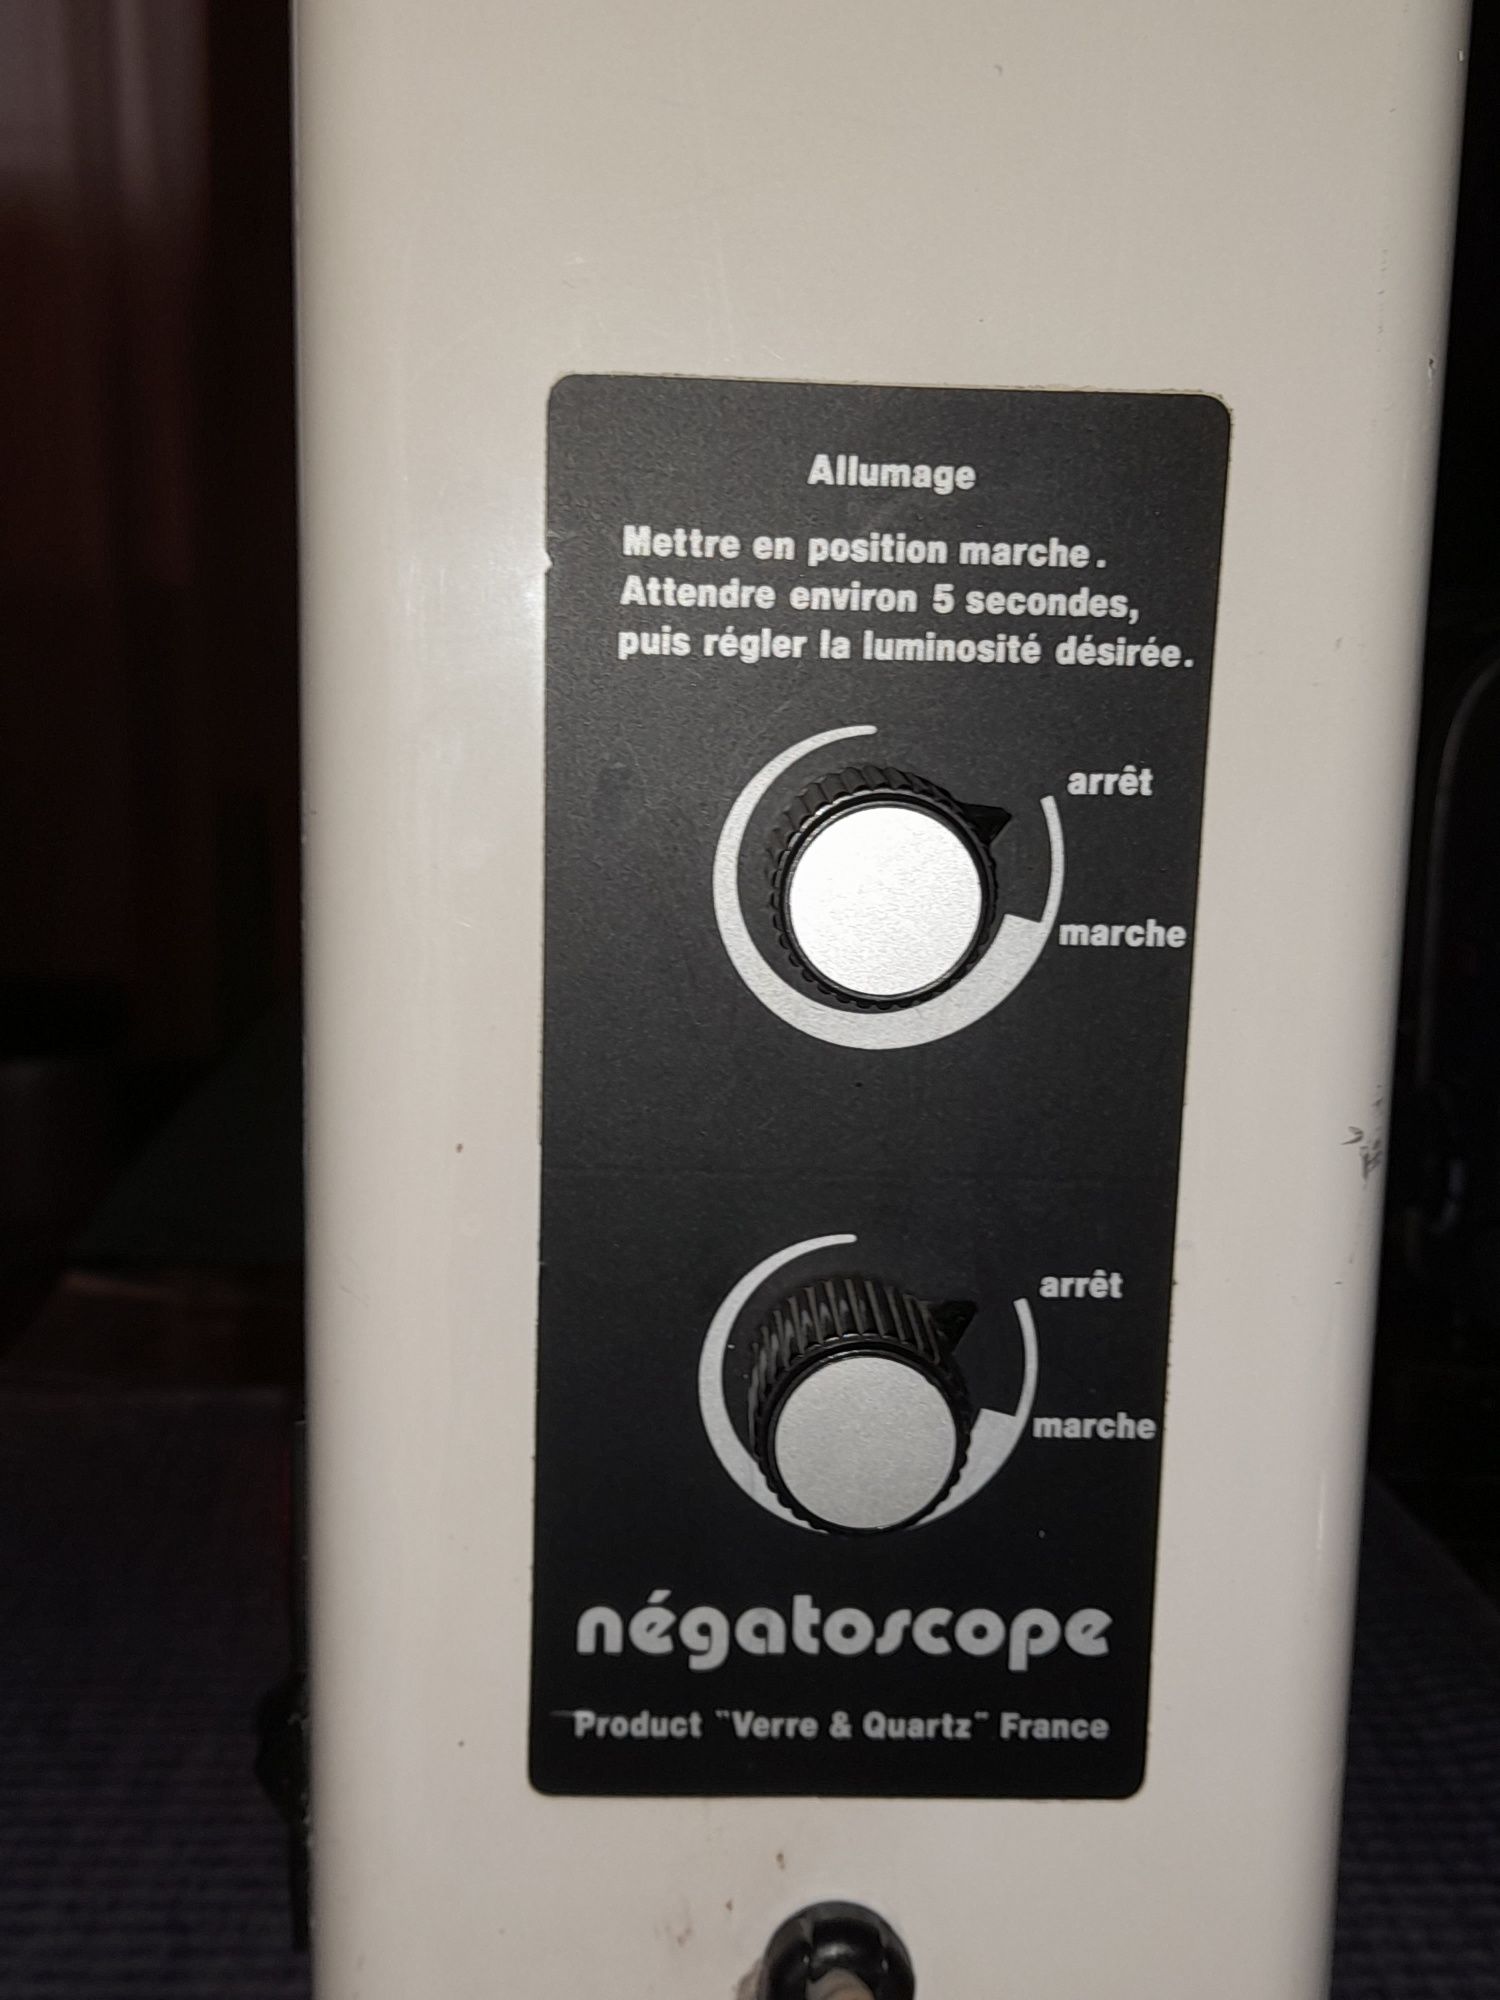 Allumage
Mettre en position marche.
Attendre environ 5 secondes,
puis régler la luminosité désirée.
arrêt
marche
arrêt
marche
négatoscope
Product "Verre & Quartz" France